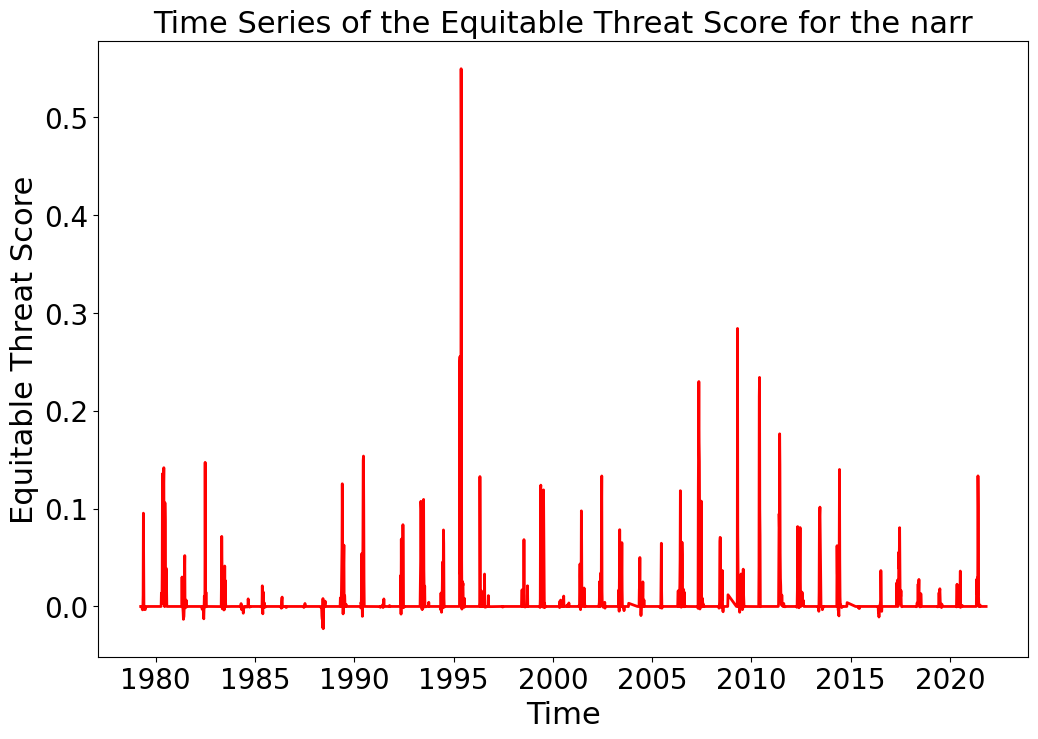 Time Series of the Equitable Threat Score for the narr
Equitable Threat Score
0.5
0.4
0.3
0.2
0.1
0.0
1980 1985 1990 1995 2000 2005 2010 2015 2020
Time